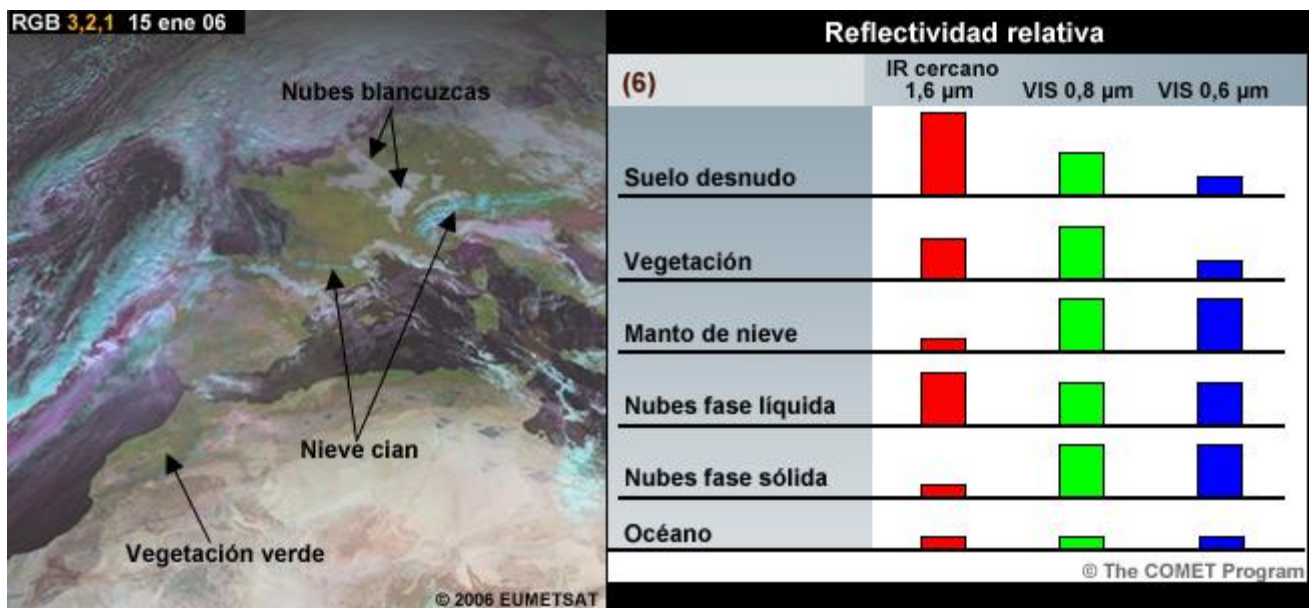 RGB 3,2,1 15 ene 06
Nubes blancuzcas
Nieve cian
Vegetación verde
© 2006 EUMETSAT
Reflectividad relativa
(6)
IR cercano
1,6 µm
VIS 0,8 µm
VIS 0,6 µm
Suelo desnudo
Vegetación
Manto de nieve
Nubes fase líquida
Nubes fase sólida
Océano
© The COMET Program